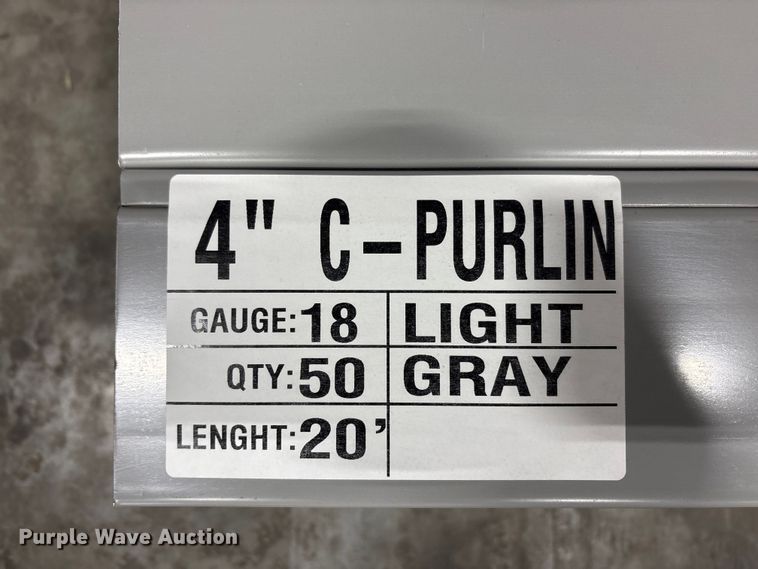 4" C-PURLIN
GAUGE: 18 LIGHT
QTY: 50 GRAY
LENGHT: 20'
Purple Wave Auction